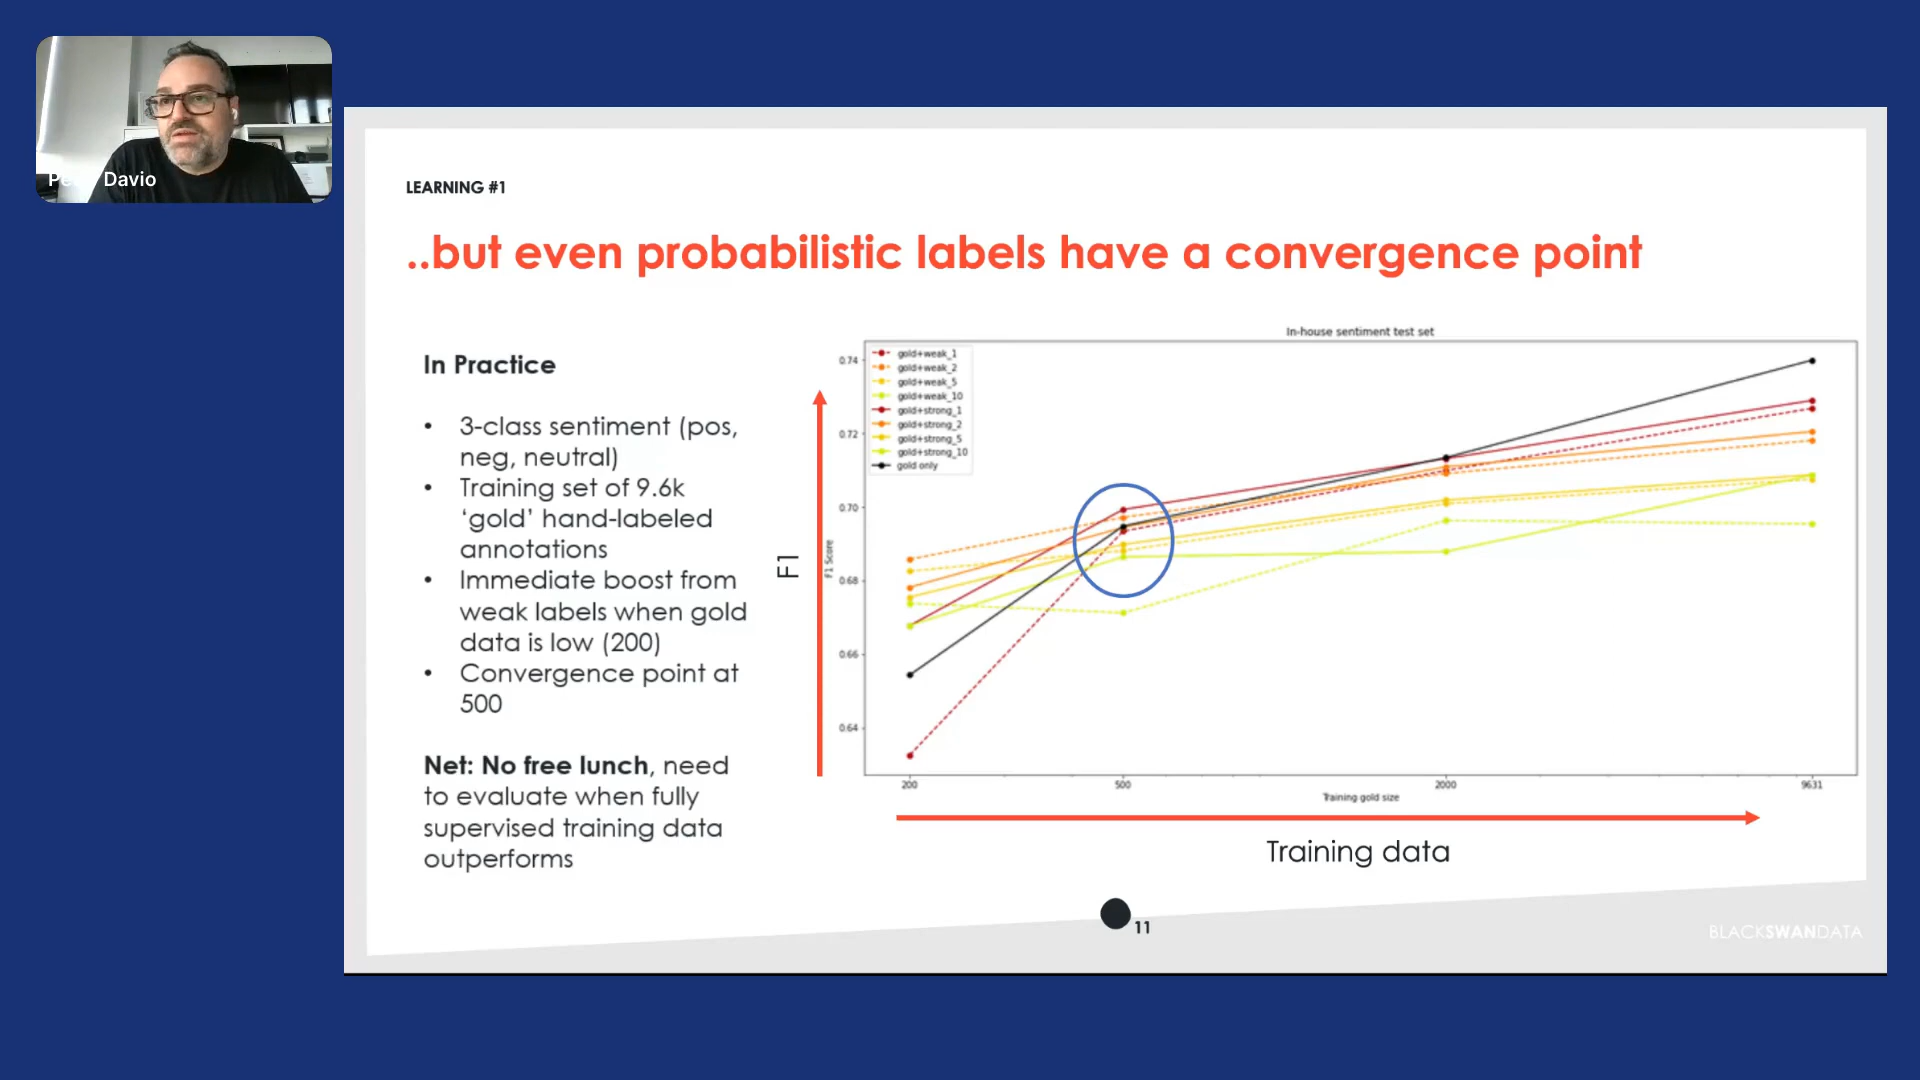 Davio
LEARNING #1
..but even probabilistic labels have a convergence point
In Practice
• 3-class sentiment (pos,
neg, neutral)
• Training set of 9.6k
‘gold’ hand-labeled
annotations
• Immediate boost from
weak labels when gold
data is low (200)
• Convergence point at
500
Net: No free lunch, need
to evaluate when fully
supervised training data
outperforms
In-house sentiment test set
gold+weak_1
gold+weak_2
gold+weak_5
gold+weak_10
gold+strong_1
gold+strong_2
gold+strong_5
gold+strong_10
gold only
F1
F1 Score
0.74
0.72
0.70
0.68
0.66
0.64
200 500 2000 9631
Training gold size
Training data
11
BLACKSWANDATA